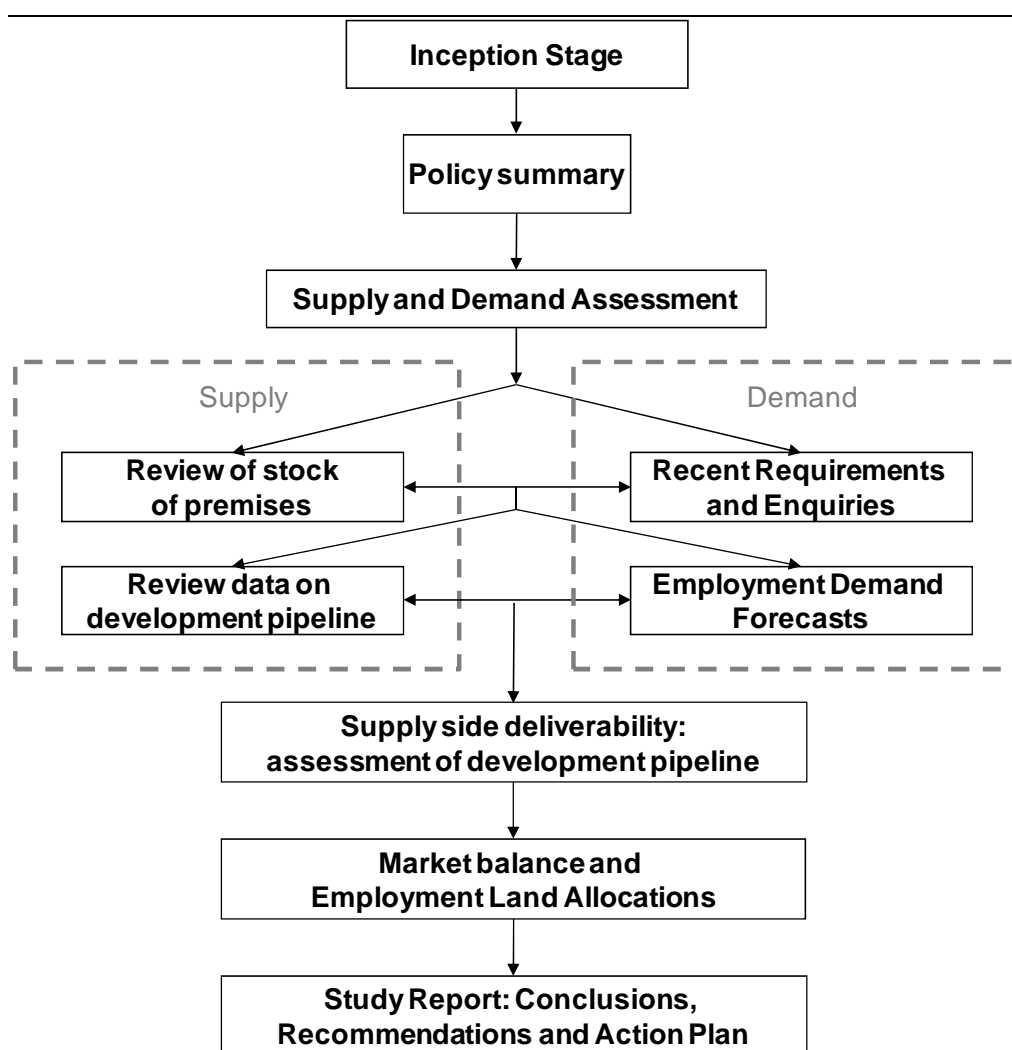 Inception Stage
Policy summary
Supply and Demand Assessment
Supply
Demand
Review of stock
of premises
Recent Requirements
and Enquiries
Review data on
development pipeline
Employment Demand
Forecasts
Supply side deliverability:
assessment of development pipeline
Market balance and
Employment Land Allocations
Study Report: Conclusions,
Recommendations and Action Plan